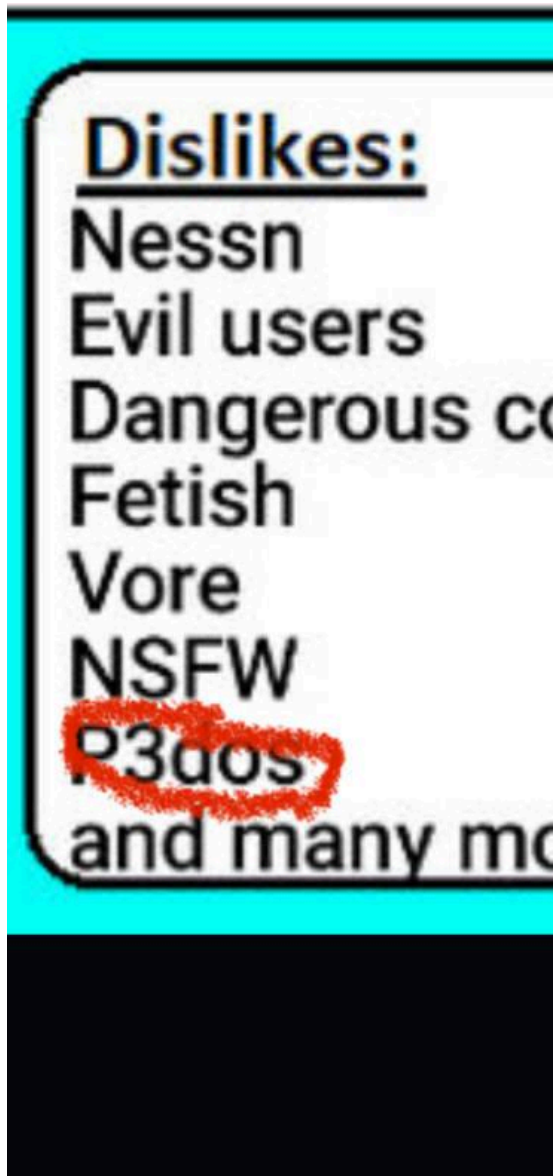 Dislikes:
Nessn
Evil users
Dangerous
Fetish
Vore
NSFW
P3dos
and many